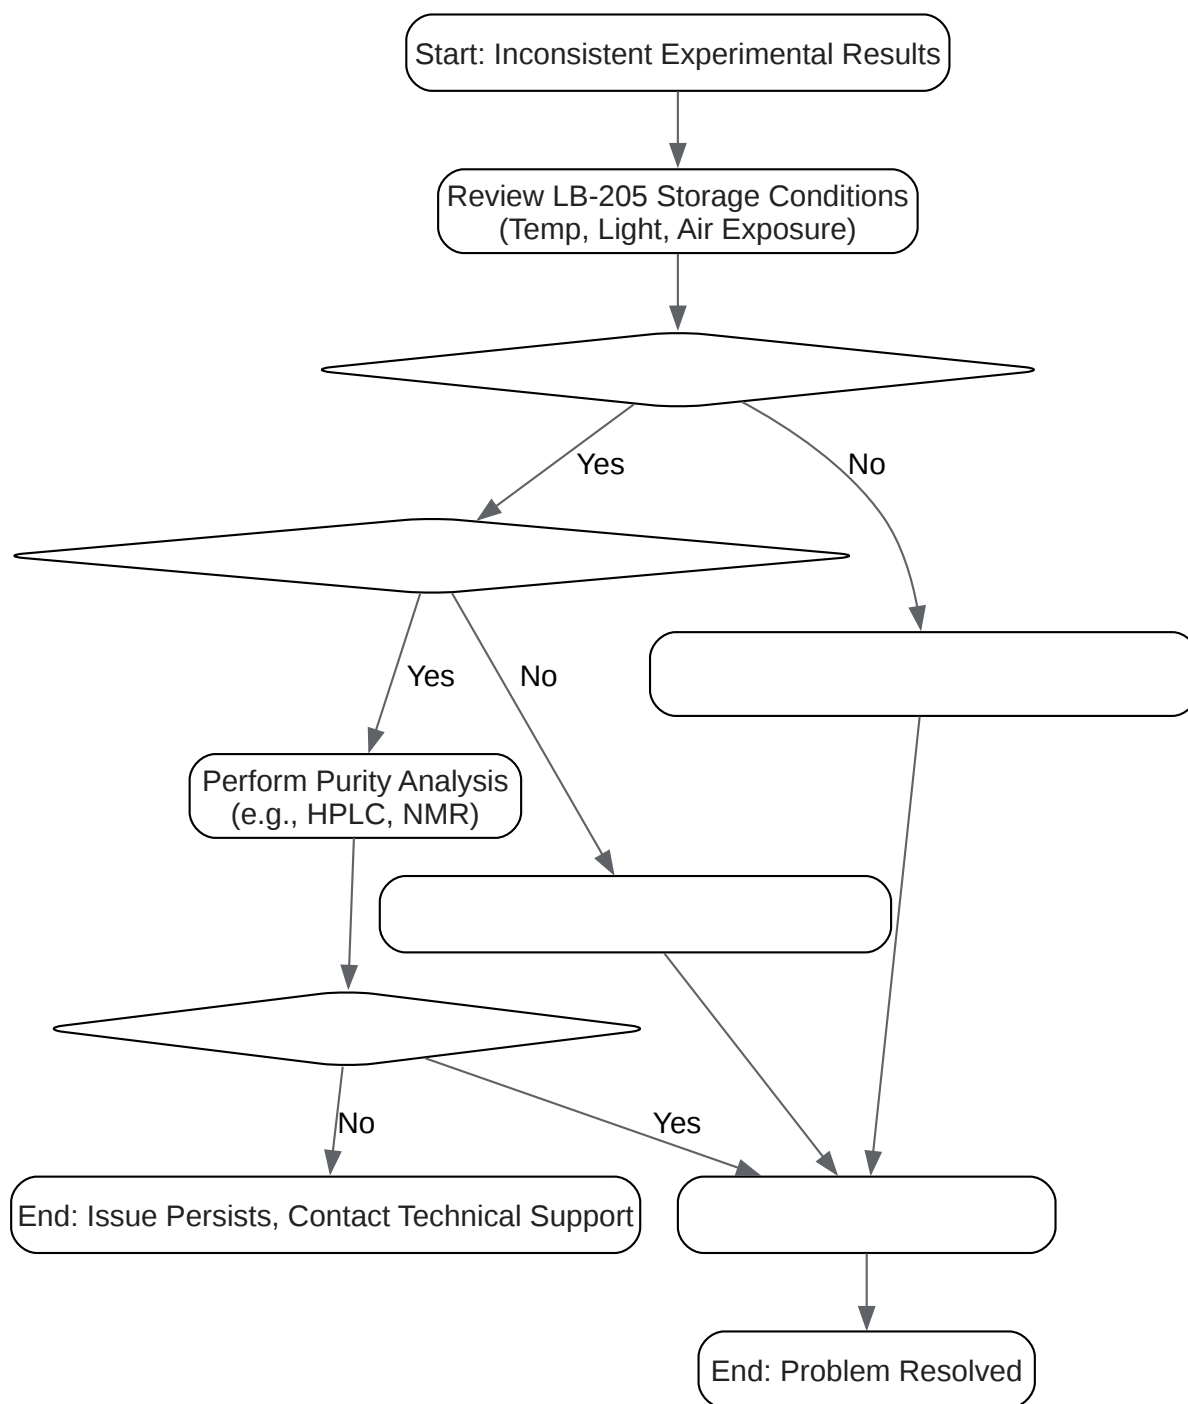 Start: Inconsistent Experimental Results
Review LB-205 Storage Conditions
(Temp, Light, Air Exposure)
Yes
No
Yes
No
Perform Purity Analysis
(e.g., HPLC, NMR)
No
Yes
End: Issue Persists, Contact Technical Support
End: Problem Resolved